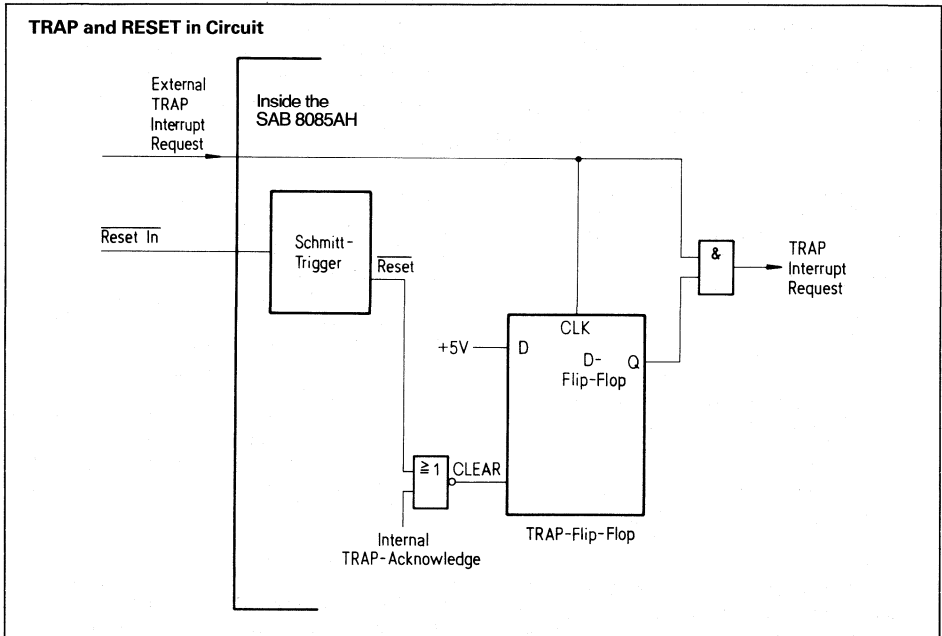 TRAP and RESET in Circuit
External
TRAP
Interrupt
Request
Inside the
SAB 8085AH
Reset In
Schmitt-
Trigger
Reset
&
TRAP
Interrupt
Request
CLK
+5V
D
D-
Flip-Flop
Q
≧1
CLEAR
Internal
TRAP-Acknowledge
TRAP-Flip-Flop